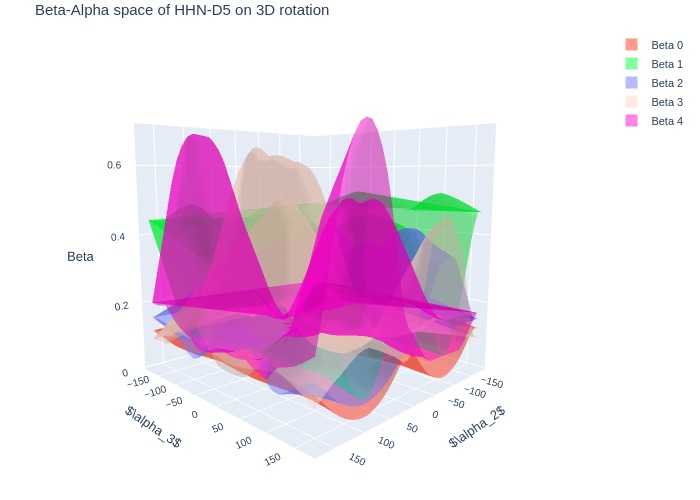 Beta-Alpha space of HHN-D5 on 3D rotation
Beta 0
Beta 1
Beta 2
Beta 3
Beta 4
0.6
0.4
0.2
0
Beta
−150
−100
−50
0
50
100
150
$\alpha_3$
−150
−100
−50
0
50
100
150
$\alpha_2$